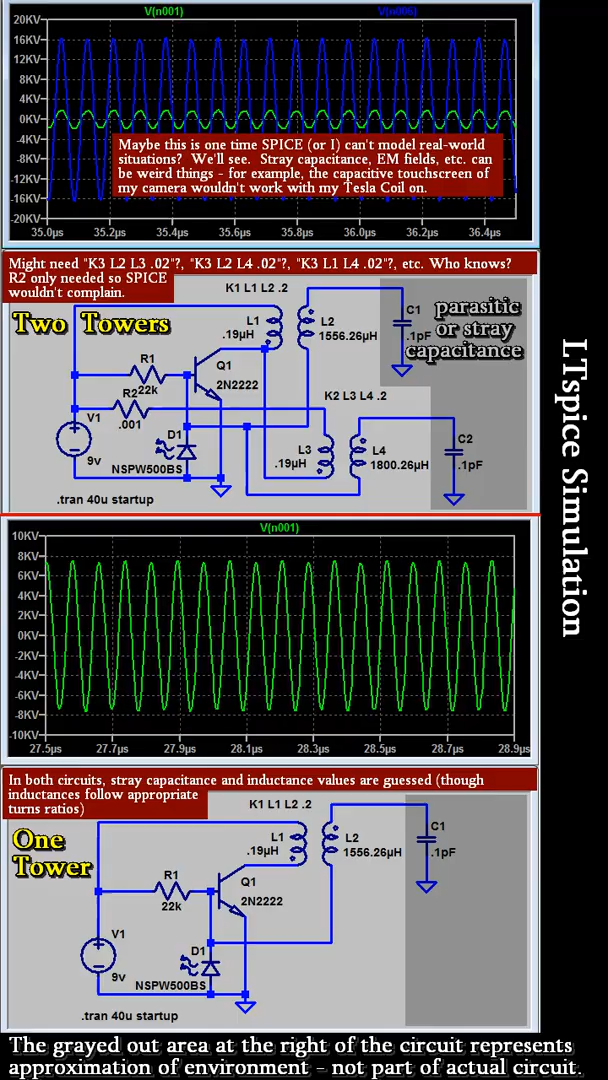 V(n001) V(n006)
20KV
16KV
12KV
8KV
4KV
0KV
-4KV
-8KV
-12KV
-16KV
-20KV
Maybe this is one time SPICE (or I) can't model real-world
situations? We'll see. Stray capacitance, EM fields, etc. can
be weird things - for example, the capacitive touchscreen of
my camera wouldn't work with my Tesla Coil on.
35.0µs 35.2µs 35.4µs 35.6µs 35.8µs 36.0µs 36.2µs 36.4µs
Might need "K3 L2 L3 .02"?, "K3 L2 L4 .02"?, "K3 L1 L4 .02"?, etc. Who knows?
R2 only needed so SPICE
wouldn't complain.
K1 L1 L2 .2
Two Towers
L1
.19µH
L2
1556.26µH
C1
.1pF
parasitic
or stray
capacitance
R1
22k
Q1
2N2222
R2
.001
K2 L3 L4 .2
V1
9v
D1
NSPW500BS
L3
.19µH
L4
1800.26µH
C2
.1pF
.tran 40u startup
LTspice Simulation
V(n001)
10KV
8KV
6KV
4KV
2KV
0KV
-2KV
-4KV
-6KV
-8KV
-10KV
27.5µs 27.7µs 27.9µs 28.1µs 28.3µs 28.5µs 28.7µs 28.9µs
In both circuits, stray capacitance and inductance values are guessed (though
inductances follow appropriate
turns ratios)
K1 L1 L2 .2
One
Tower
L1
.19µH
L2
1556.26µH
C1
.1pF
R1
22k
Q1
2N2222
V1
9v
D1
NSPW500BS
.tran 40u startup
The grayed out area at the right of the circuit represents
approximation of environment - not part of actual circuit.